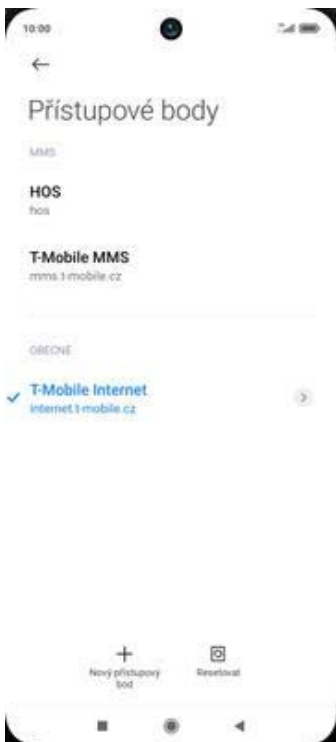 10:00
Přístupové body
MMS
HOS
hos
T-Mobile MMS
mms.t-mobile.cz
OBECNÉ
T-Mobile Internet
internet.t-mobile.cz
Nový přístupový
bod
Resetovat